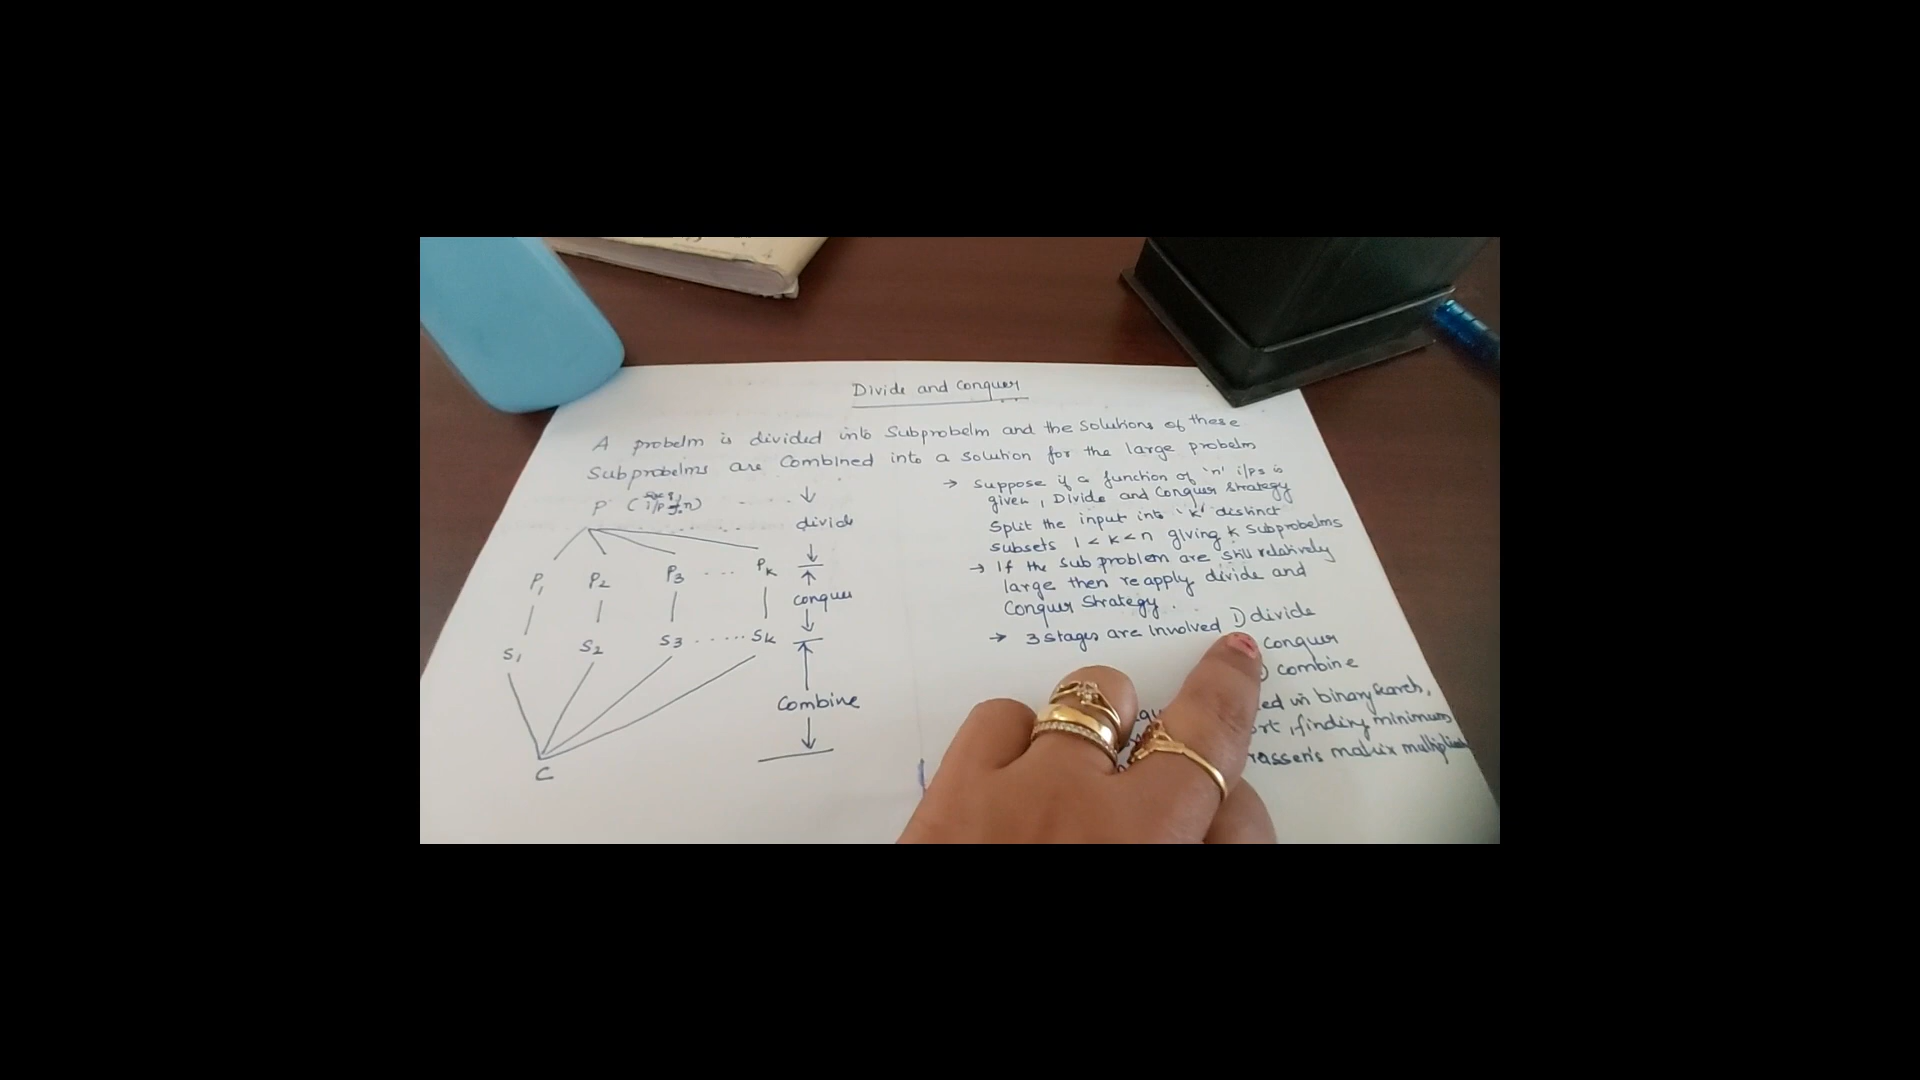 Divide and Conquer
A probelm is divided into Subprobelm and the Solutions of these
Subprobelms are Combined into a solution for the large probelm
P (
divide
P1 P2 P3 .... Pk
conquer
S1 S2 S3 ...... Sk
Combine
C
→ Suppose if a function of 'n' i/ps is
given, Divide and Conquer strategy
Split the input into 'k' distinct
subsets 1 < k < n giving k Subprobelms
→ If the sub problem are still relatively
large then reapply divide and
Conquer Strategy.
→ 3 stages are involved 1) divide
Conquer
) combine
ed in binary search,
ort, finding minimum
rassen's matrix